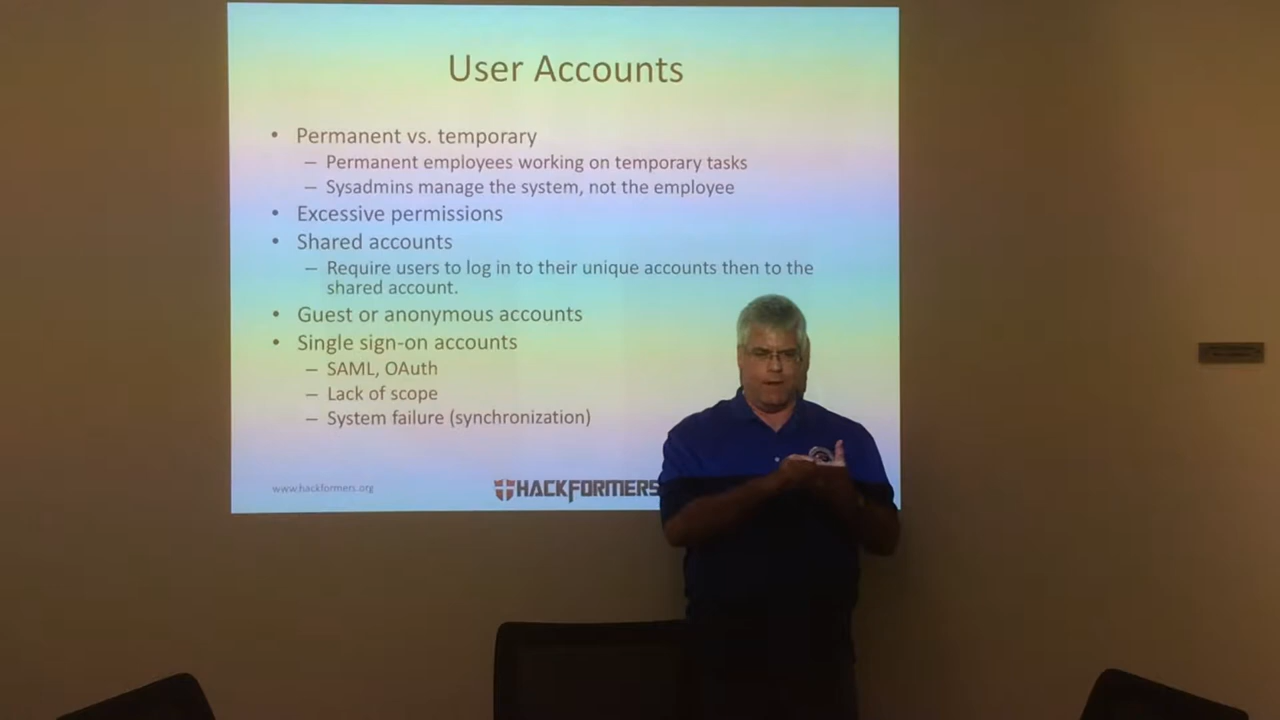 User Accounts
• Permanent vs. temporary
– Permanent employees working on temporary tasks
– Sysadmins manage the system, not the employee
• Excessive permissions
• Shared accounts
– Require users to log in to their unique accounts then to the
shared account.
• Guest or anonymous accounts
• Single sign-on accounts
– SAML, OAuth
– Lack of scope
– System failure (synchronization)
www.hackformers.org
HACKFORMERS